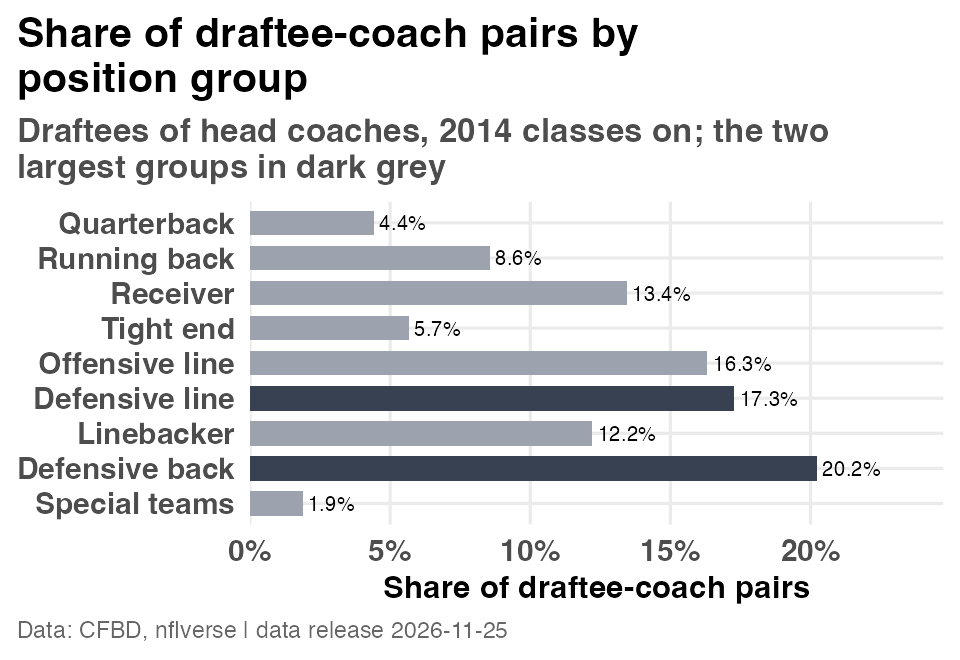 Share of draftee-coach pairs by
position group
Draftees of head coaches, 2014 classes on; the two
largest groups in dark grey
Quarterback 4.4%
Running back 8.6%
Receiver 13.4%
Tight end 5.7%
Offensive line 16.3%
Defensive line 17.3%
Linebacker 12.2%
Defensive back 20.2%
Special teams 1.9%
0% 5% 10% 15% 20%
Share of draftee-coach pairs
Data: CFBD, nflverse | data release 2026-11-25